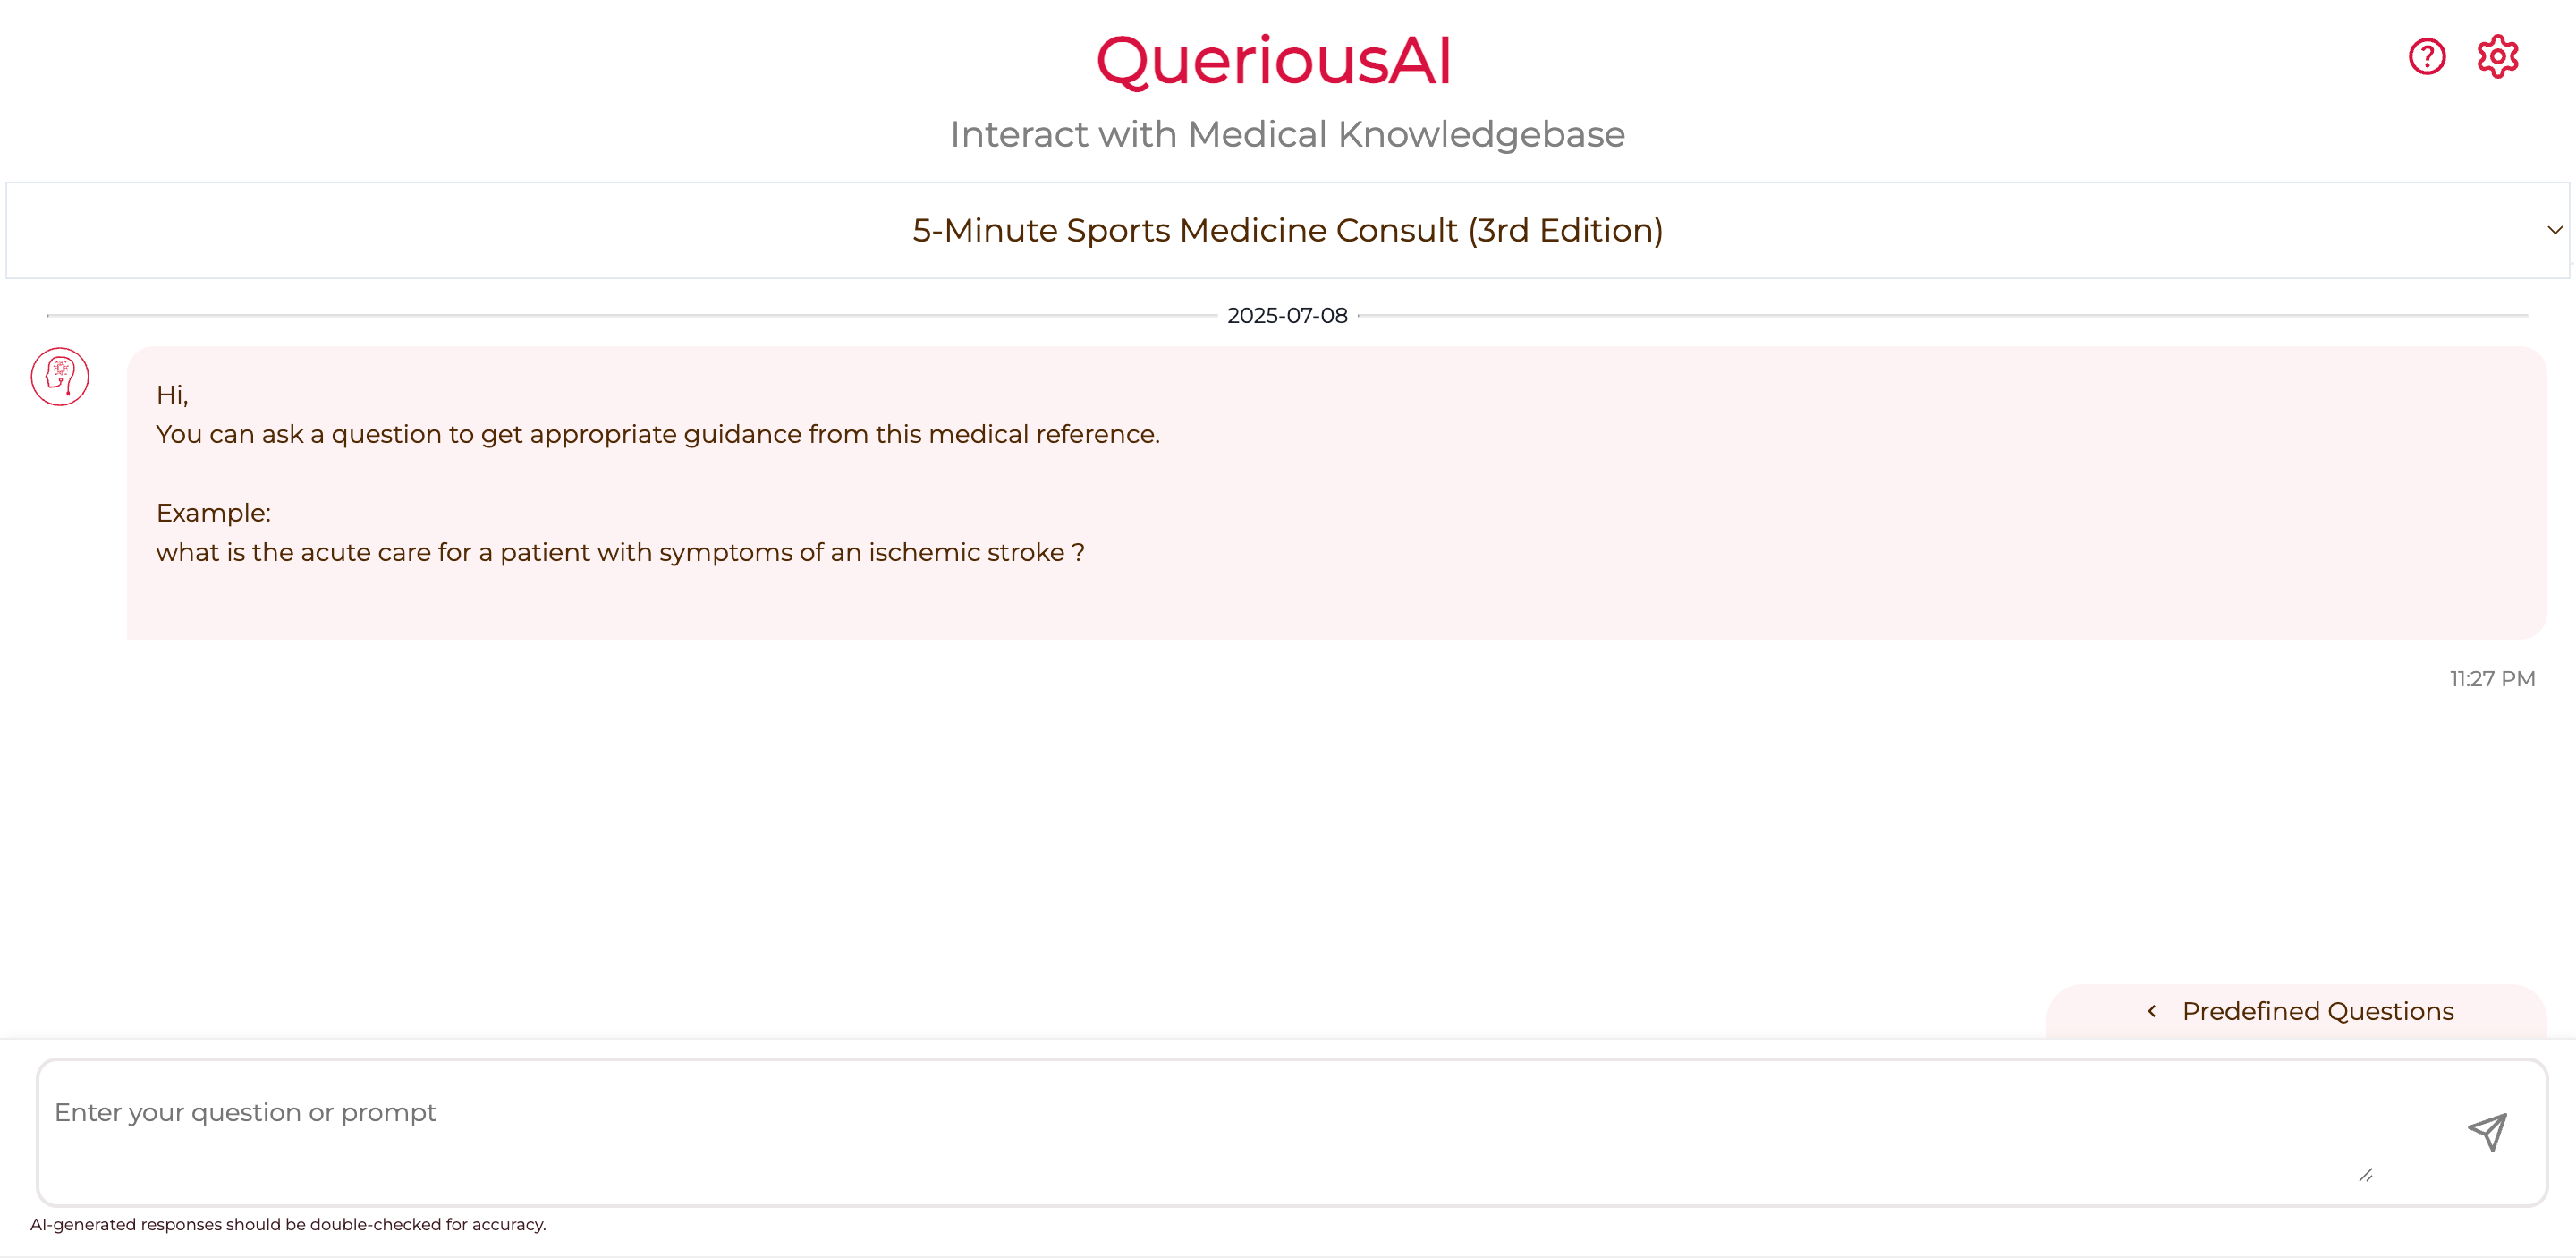 QueriousAI
Interact with Medical Knowledgebase
5-Minute Sports Medicine Consult (3rd Edition)
2025-07-08
Hi,
You can ask a question to get appropriate guidance from this medical reference.
Example:
what is the acute care for a patient with symptoms of an ischemic stroke ?
11:27 PM
Predefined Questions
Enter your question or prompt
AI-generated responses should be double-checked for accuracy.